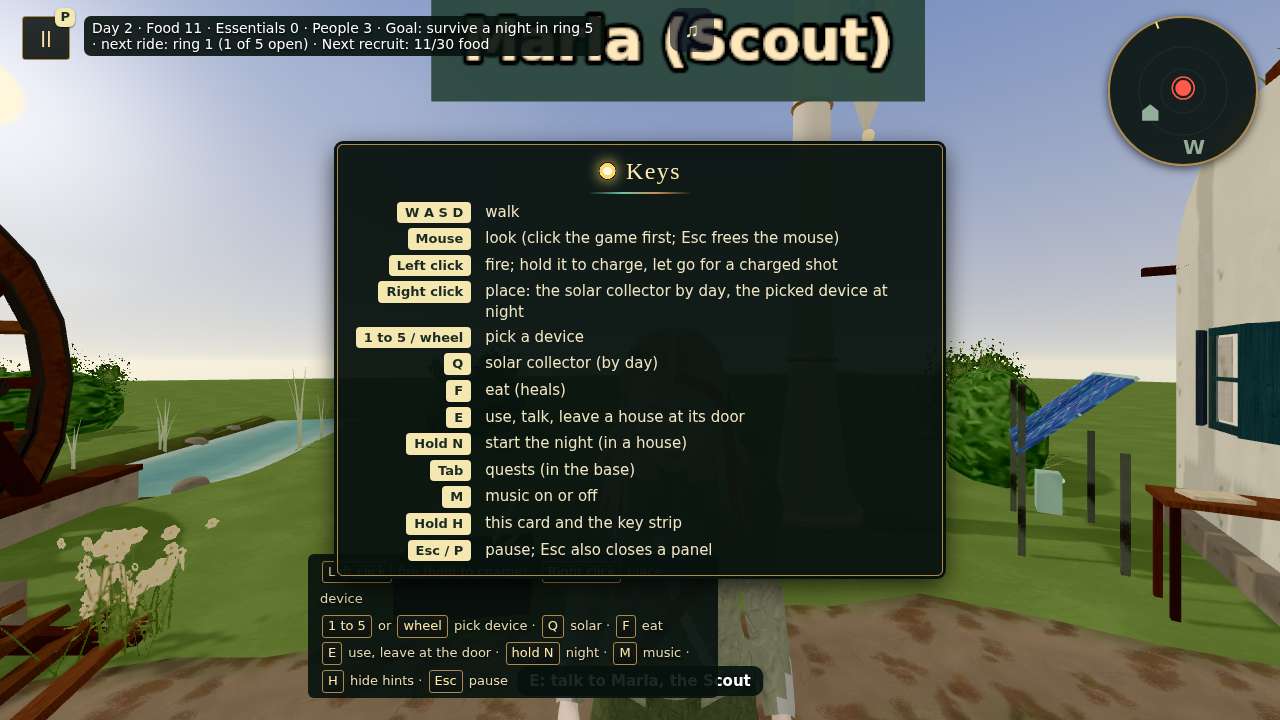 P
Day 2 · Food 11 · Essentials 0 · People 3 · Goal: survive a night in ring 5
· next ride: ring 1 (1 of 5 open) · Next recruit: 11/30 food
Marla (Scout)
W
Keys
W A S D walk
Mouse look (click the game first; Esc frees the mouse)
Left click fire; hold it to charge, let go for a charged shot
Right click place: the solar collector by day, the picked device at
night
1 to 5 / wheel pick a device
Q solar collector (by day)
F eat (heals)
E use, talk, leave a house at its door
Hold N start the night (in a house)
Tab quests (in the base)
M music on or off
Hold H this card and the key strip
Esc / P pause; Esc also closes a panel
device
1 to 5 or wheel pick device · Q solar · F eat
E use, leave at the door · hold N night · M music ·
H hide hints · Esc pause
E: talk to Marla, the Scout